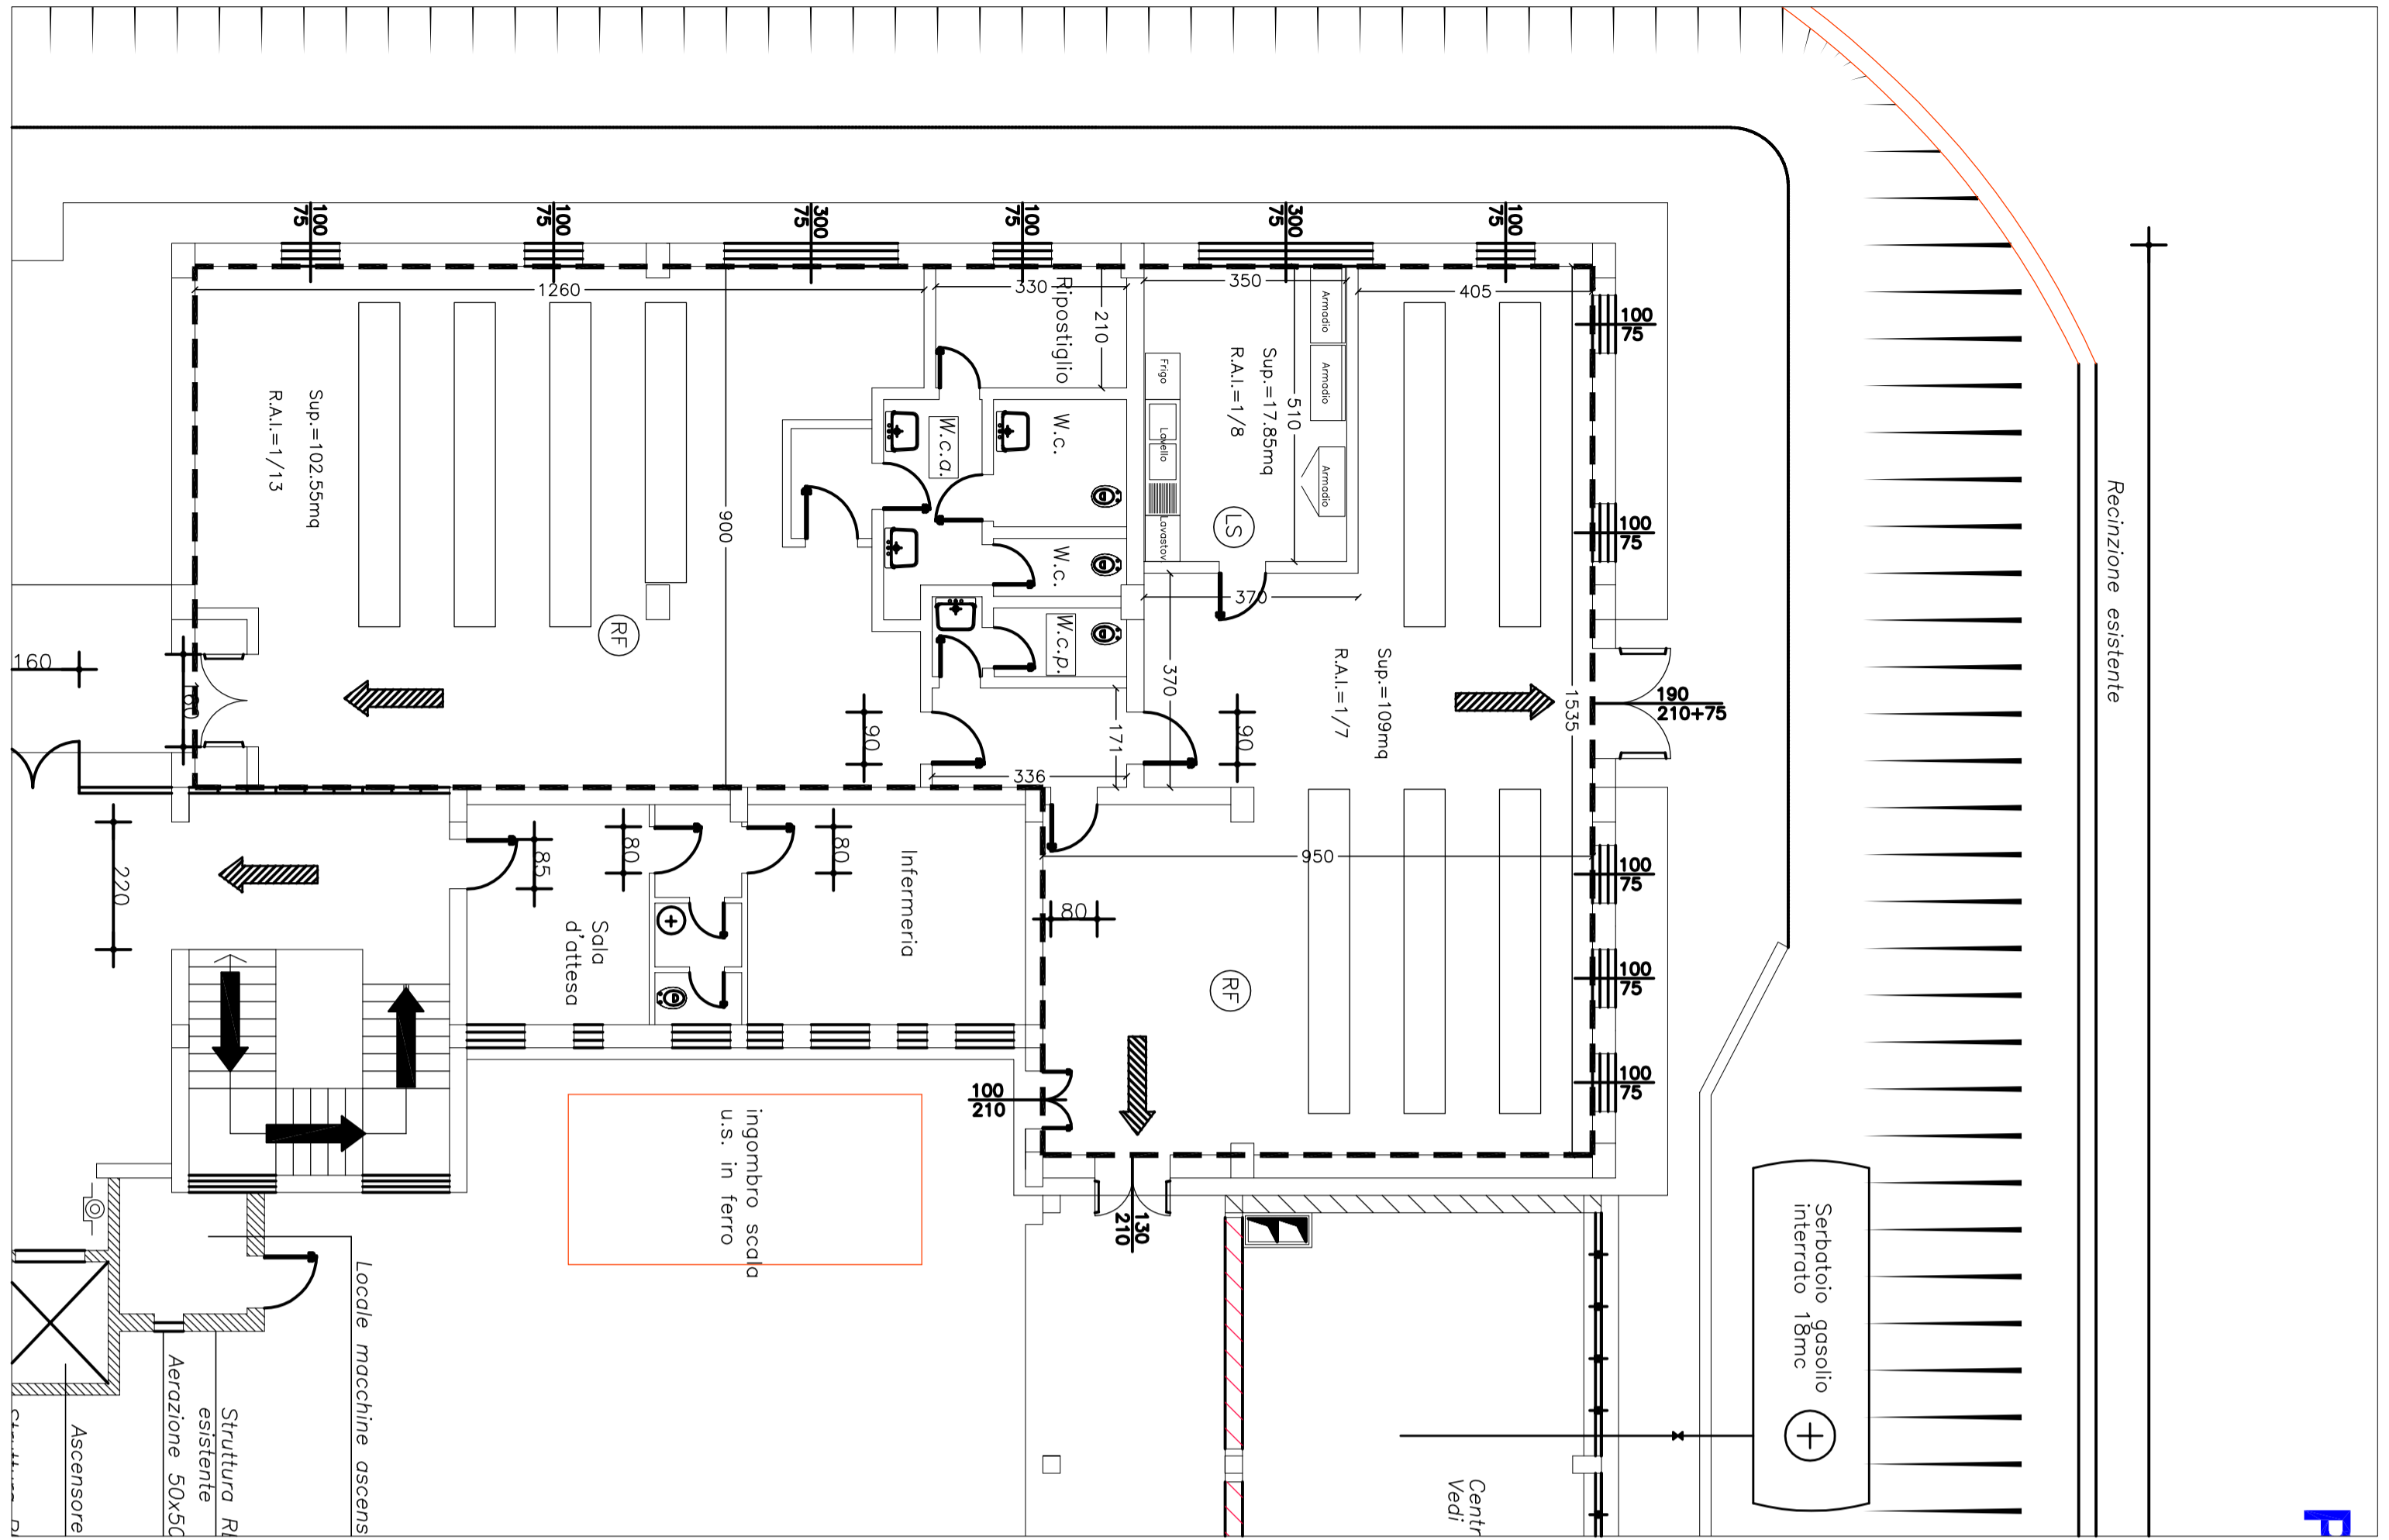 100
75
100
75
300
75
100
75
300
75
100
75
1260
330
350
405
Ripostiglio
210
Armadio
Armadio
Armadio
Sup.=17.85mq
R.A.I.=1/8
510
Frigo
Lavello
Lavastov
LS
100
75
100
75
Recinzione esistente
Sup.=102.55mq
R.A.I.=1/13
900
W.c.a.
W.c.
W.c.
W.c.p.
RF
370
370
Sup.=109mq
R.A.I.=1/7
1535
190
210+75
160
90
171
90
336
220
85
80
80
Infermeria
Sala
d'attesa
950
80
RF
100
75
100
75
100
75
100
210
130
210
ingombro scala
u.s. in ferro
Serbatoio gasolio
interrato 18mc
Locale macchine ascens
Struttura
esistente
Aerazione
Ascensore
Centr
Vedi
P